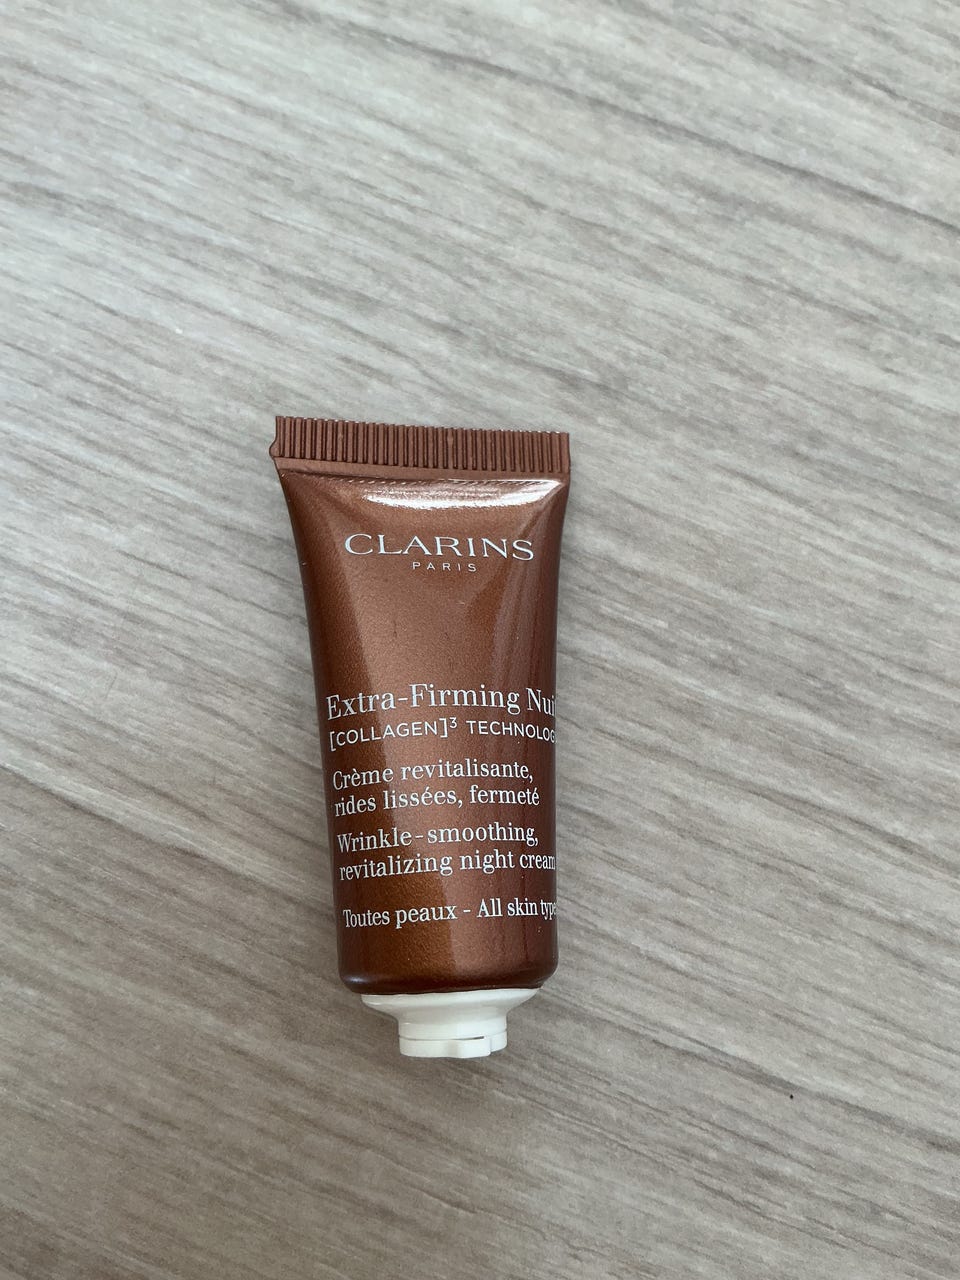 CLARINS
PARIS
Extra-Firming Nui
[COLLAGEN]³ TECHNOLOG
Crème revitalisante,
rides lissées, fermeté
Wrinkle-smoothing,
revitalizing night cream
Toutes peaux - All skin type